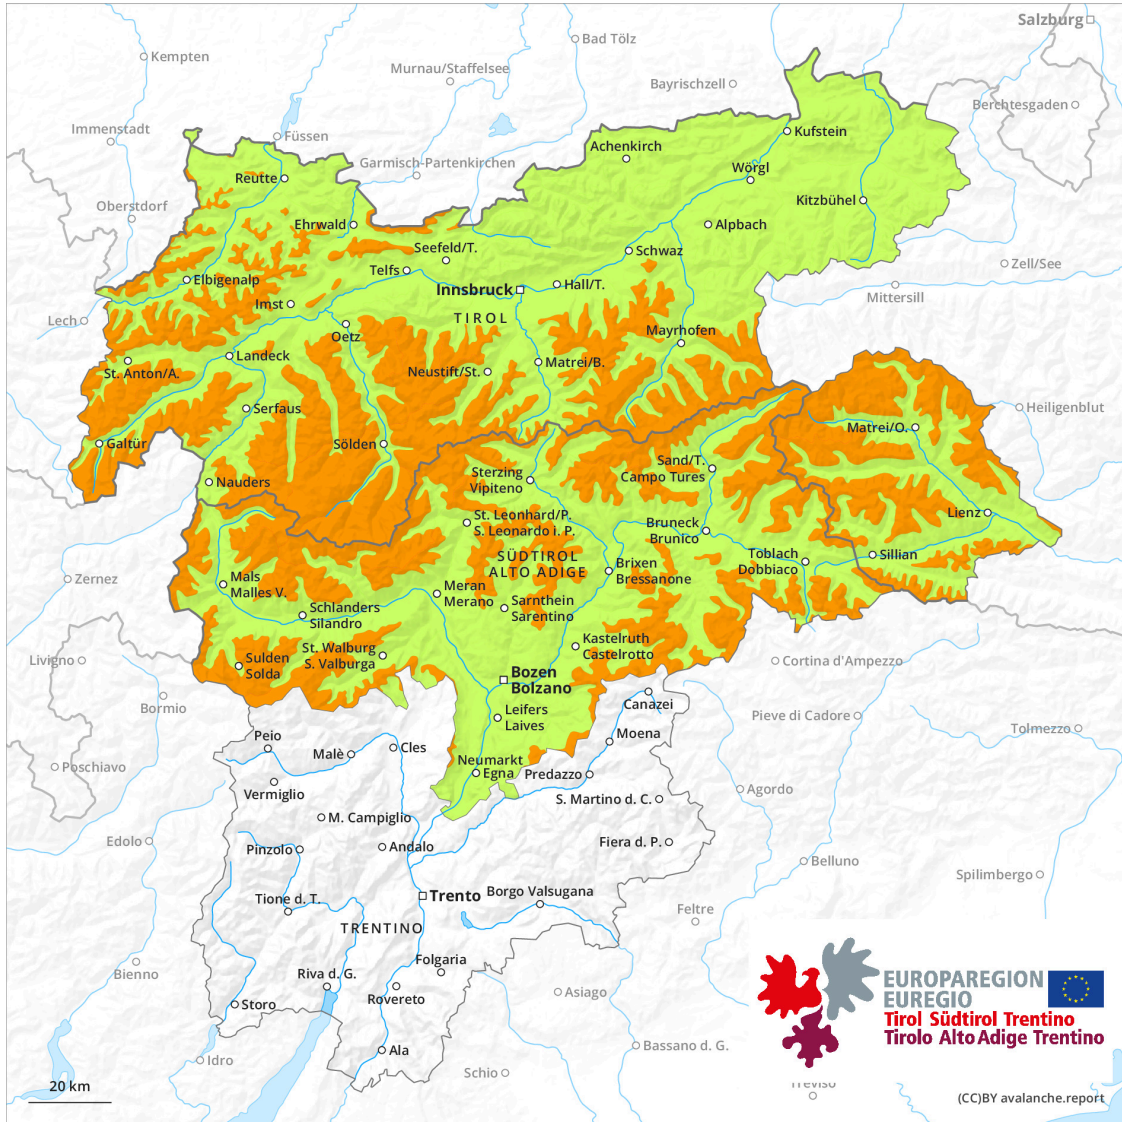 Salzburg
Bad Tölz
Kempten
Murnau/Staffelsee
Bayrischzell
Berchtesgaden
Immenstadt
Füssen
Kufstein
Achenkirch
Garmisch-Partenkirchen
Wörgl
Reutte
Kitzbühel
Oberstdorf
Ehrwald
Alpbach
Seefeld/T.
Schwaz
Zell/See
Telfs
Elbigenalp
Innsbruck
Hall/T.
Mittersill
Imst
TIROL
Lech
Oetz
Mayrhofen
Landeck
Matrei/B.
St. Anton/A.
Neustift/St.
Serfaus
Heiligenblut
Matrei/O.
Galtür
Sölden
Sand/T.
Campo Tures
Sterzing
Vipiteno
Nauders
St. Leonhard/P.
S. Leonardo i. P.
Lienz
Bruneck
Brunico
SÜDTIROL
ALTO ADIGE
Toblach
Dobbiaco
Sillian
Brixen
Bressanone
Zernez
Mals
Malles V.
Meran
Merano
Sarnthein
Sarentino
Schlanders
Silandro
Kastelruth
Castelrotto
St. Walburg
S. Valburga
Livigno
Sulden
Solda
Cortina d'Ampezzo
Bozen
Bolzano
Bormio
Canazei
Leifers
Laives
Pieve di Cadore
Tolmezzo
Peio
Moena
Malè
Cles
Neumarkt
Egna
Poschiavo
Predazzo
Vermiglio
Agordo
S. Martino d. C.
M. Campiglio
Edolo
Pinzolo
Andalo
Fiera d. P.
Belluno
Spilimbergo
Trento
Borgo Valsugana
Tione d. T.
Feltre
TRENTINO
Folgaria
Bienno
Riva d. G.
EUROPAREGION
EUREGIO
Tirol Südtirol Trentino
Tirolo Alto Adige Trentino
Asiago
Rovereto
Storo
Bassano d. G.
Ala
Idro
Schio
Treviso
20 km
(CC)BY avalanche.report